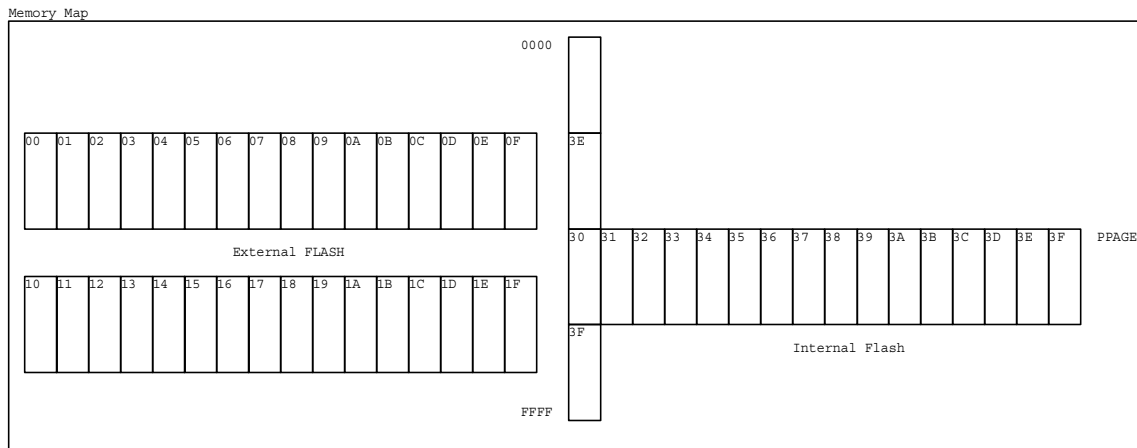 Memory Map
0000
00 01 02 03 04 05 06 07 08 09 0A 0B 0C 0D 0E 0F 3E
External FLASH
30 31 32 33 34 35 36 37 38 39 3A 3B 3C 3D 3E 3F PPAGE
10 11 12 13 14 15 16 17 18 19 1A 1B 1C 1D 1E 1F
3F
Internal Flash
FFFF